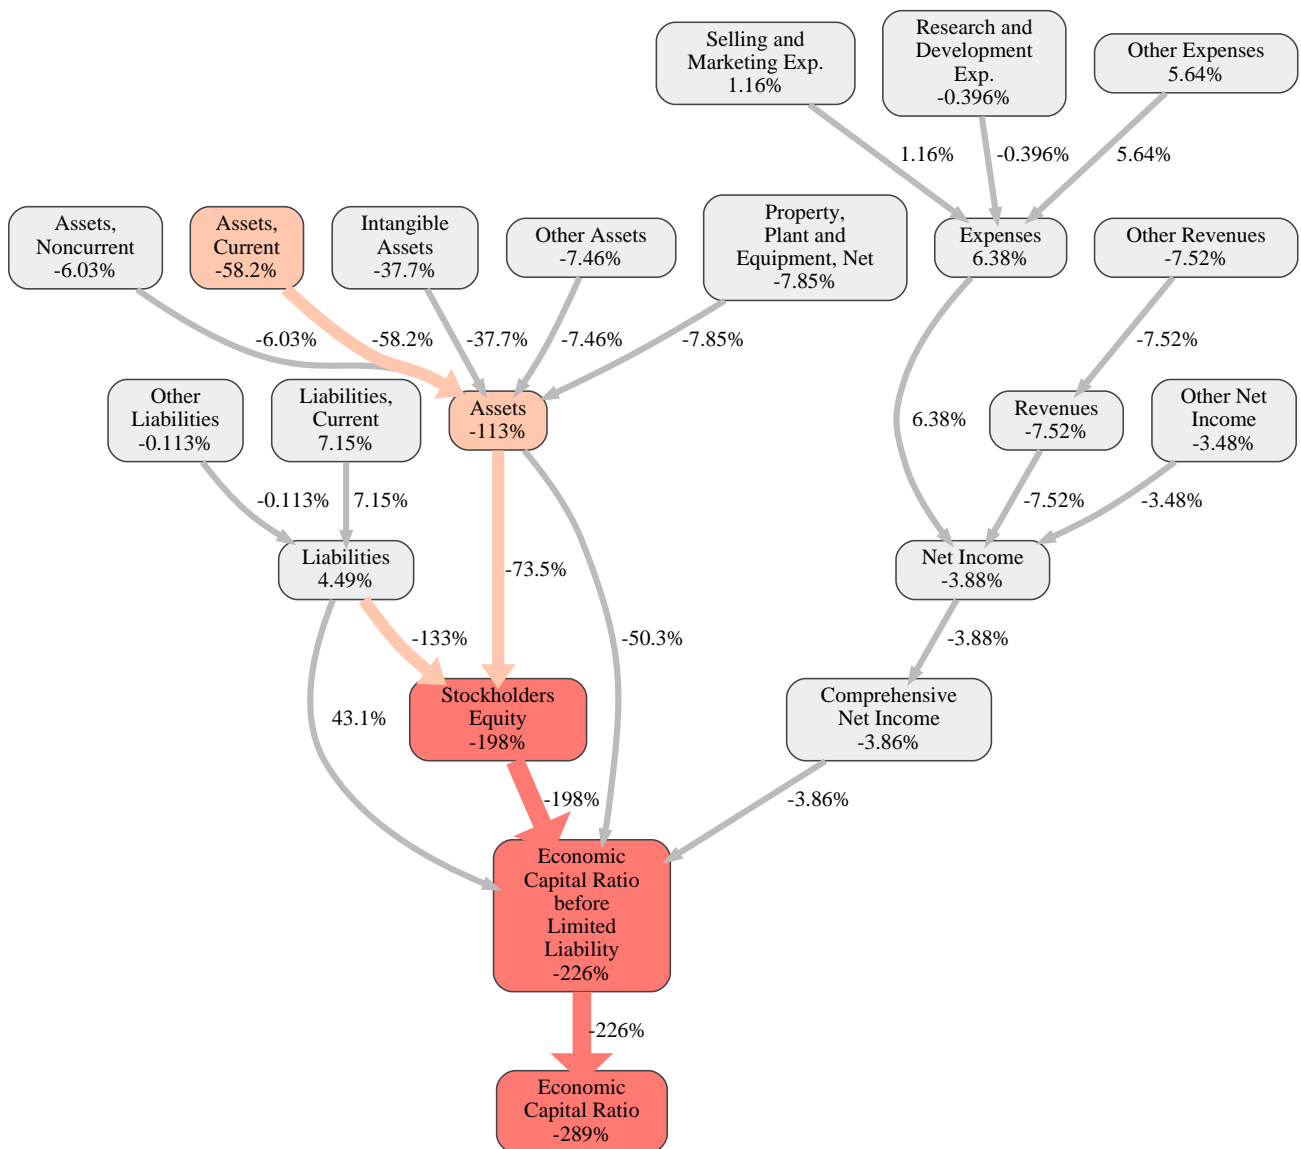 Selling and
Marketing Exp.
1.16%
Research and
Development
Exp.
-0.396%
Other Expenses
5.64%
1.16%
-0.396%
5.64%
Assets,
Noncurrent
-6.03%
Assets,
Current
-58.2%
Intangible
Assets
-37.7%
Other Assets
-7.46%
Property,
Plant and
Equipment, Net
-7.85%
Expenses
6.38%
Other Revenues
-7.52%
-6.03%
-58.2%
-37.7%
-7.46%
-7.85%
-7.52%
Other
Liabilities
-0.113%
Liabilities,
Current
7.15%
Assets
-113%
6.38%
Revenues
-7.52%
Other Net
Income
-3.48%
-0.113%
7.15%
-7.52%
-3.48%
Liabilities
4.49%
-73.5%
Net Income
-3.88%
-133%
-50.3%
-3.88%
43.1%
Stockholders
Equity
-198%
Comprehensive
Net Income
-3.86%
-198%
-3.86%
Economic
Capital Ratio
before
Limited
Liability
-226%
-226%
Economic
Capital Ratio
-289%